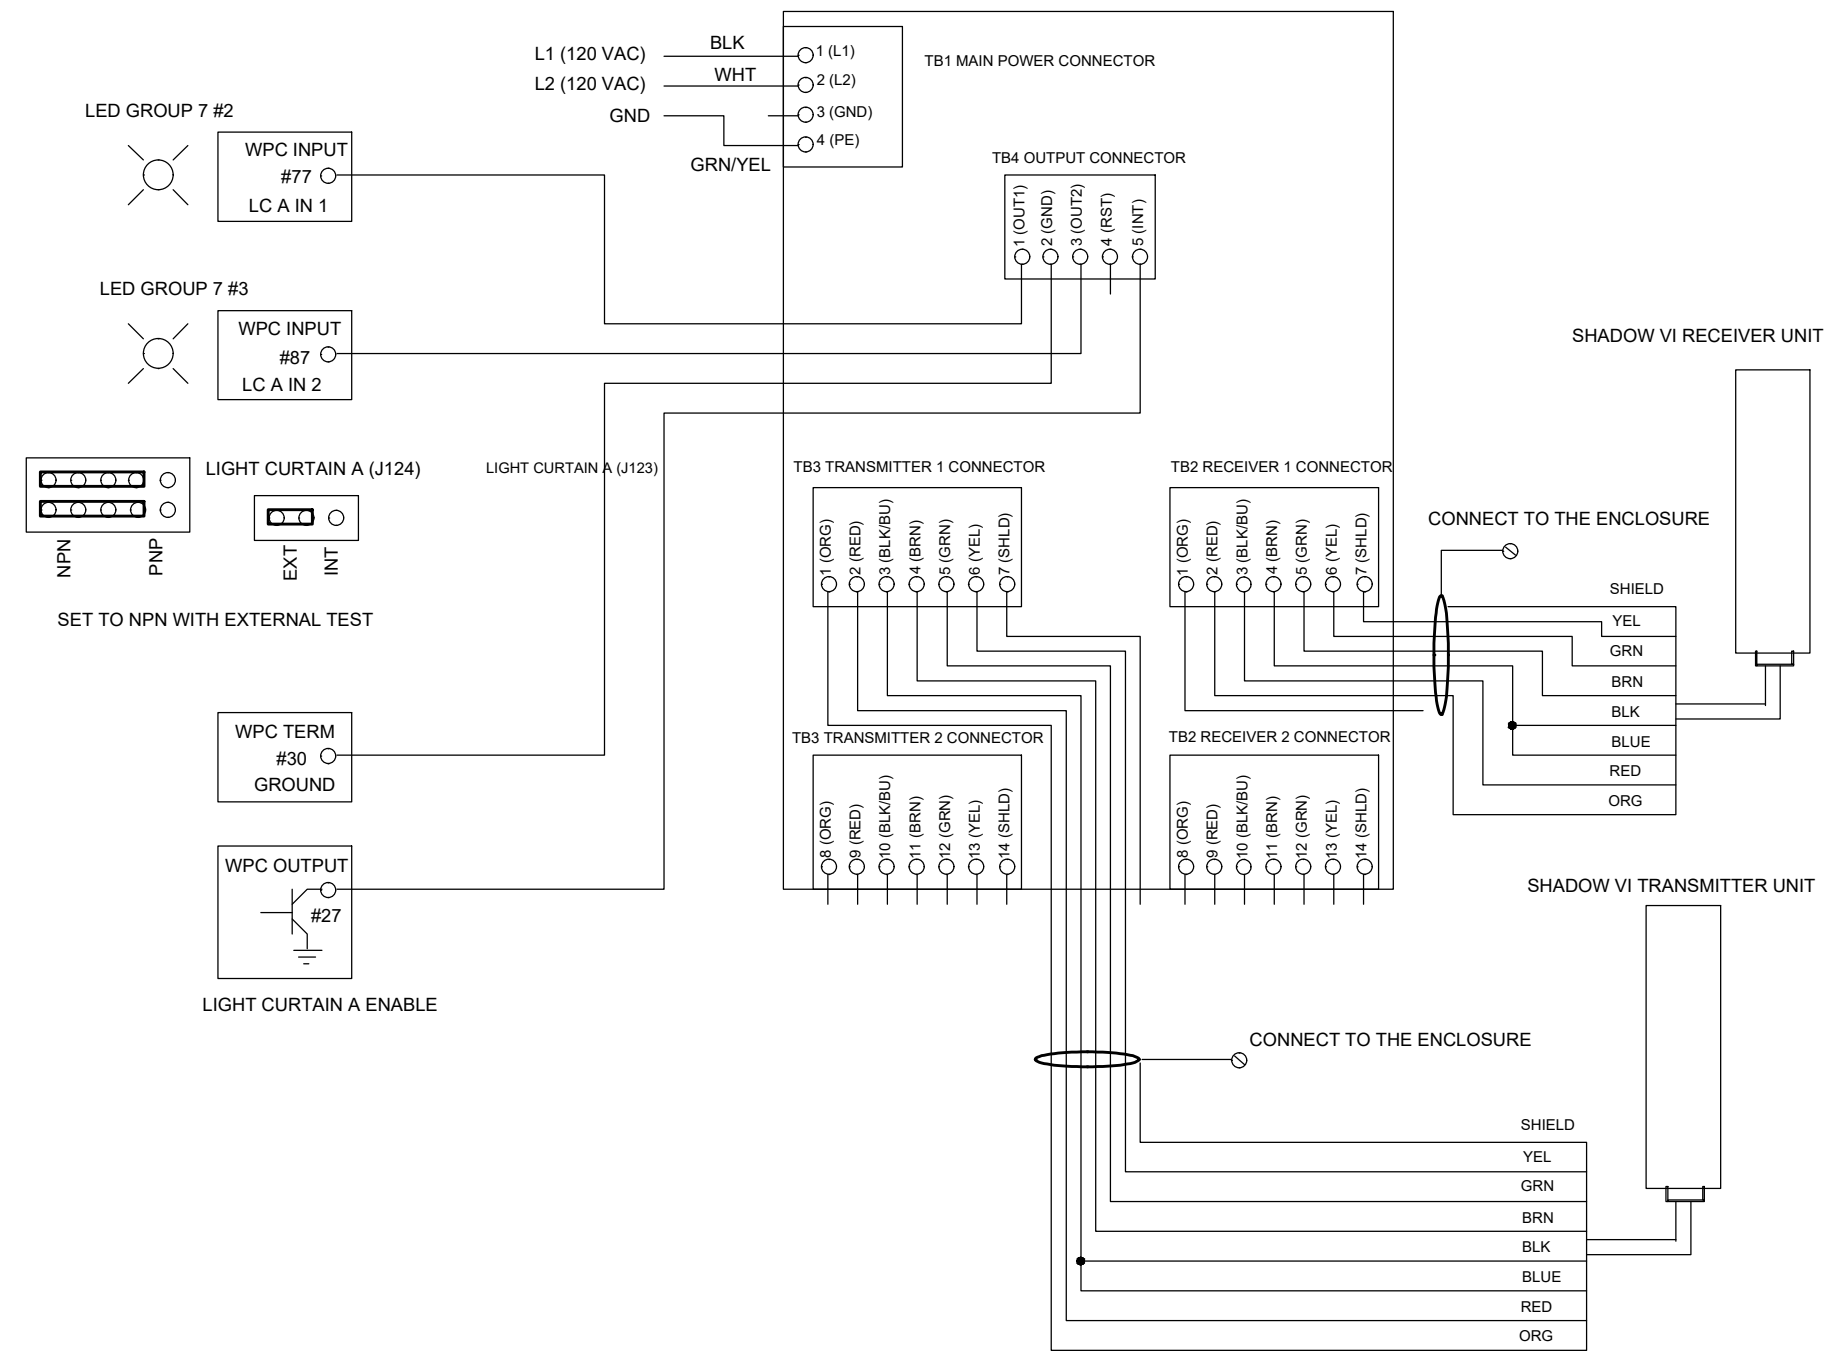 L1 (120 VAC)
BLK
1 (L1)
TB1 MAIN POWER CONNECTOR
L2 (120 VAC)
WHT
2 (L2)
GND
3 (GND)
4 (PE)
GRN/YEL
LED GROUP 7 #2
WPC INPUT
#77
LC A IN 1
TB4 OUTPUT CONNECTOR
1 (OUT1)
2 (GND)
3 (OUT2)
4 (RST)
5 (INT)
LED GROUP 7 #3
WPC INPUT
#87
LC A IN 2
SHADOW VI RECEIVER UNIT
LIGHT CURTAIN A (J124)
LIGHT CURTAIN A (J123)
NPN
PNP
EXT
INT
SET TO NPN WITH EXTERNAL TEST
TB3 TRANSMITTER 1 CONNECTOR
1 (ORG)
2 (RED)
3 (BLK/BU)
4 (BRN)
5 (GRN)
6 (YEL)
7 (SHLD)
TB2 RECEIVER 1 CONNECTOR
1 (ORG)
2 (RED)
3 (BLK/BU)
4 (BRN)
5 (GRN)
6 (YEL)
7 (SHLD)
CONNECT TO THE ENCLOSURE
SHIELD
YEL
GRN
BRN
BLK
BLUE
RED
ORG
WPC TERM
#30
GROUND
TB3 TRANSMITTER 2 CONNECTOR
8 (ORG)
9 (RED)
10 (BLK/BU)
11 (BRN)
12 (GRN)
13 (YEL)
14 (SHLD)
TB2 RECEIVER 2 CONNECTOR
8 (ORG)
9 (RED)
10 (BLK/BU)
11 (BRN)
12 (GRN)
13 (YEL)
14 (SHLD)
WPC OUTPUT
#27
LIGHT CURTAIN A ENABLE
SHADOW VI TRANSMITTER UNIT
CONNECT TO THE ENCLOSURE
SHIELD
YEL
GRN
BRN
BLK
BLUE
RED
ORG